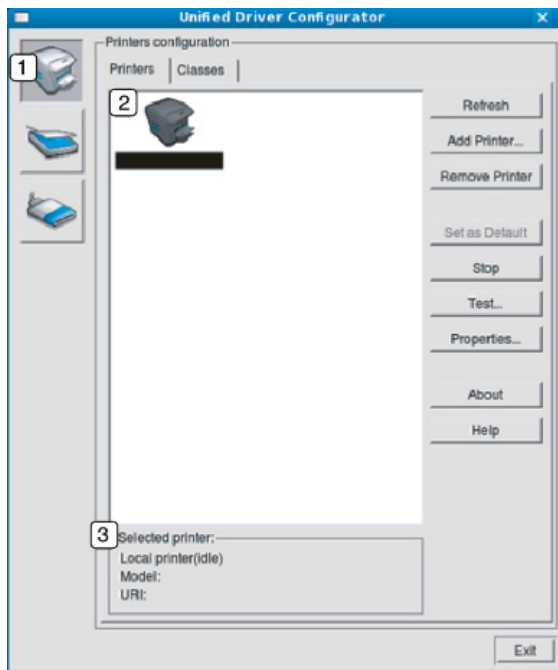 Unified Driver Configurator
Printers configuration
1
Printers Classes
2
Refresh
Add Printer...
Remove Printer
Set as Default
Stop
Test...
Properties...
About
Help
3
Selected printer:
Local printer(idle)
Model:
URI:
Exit